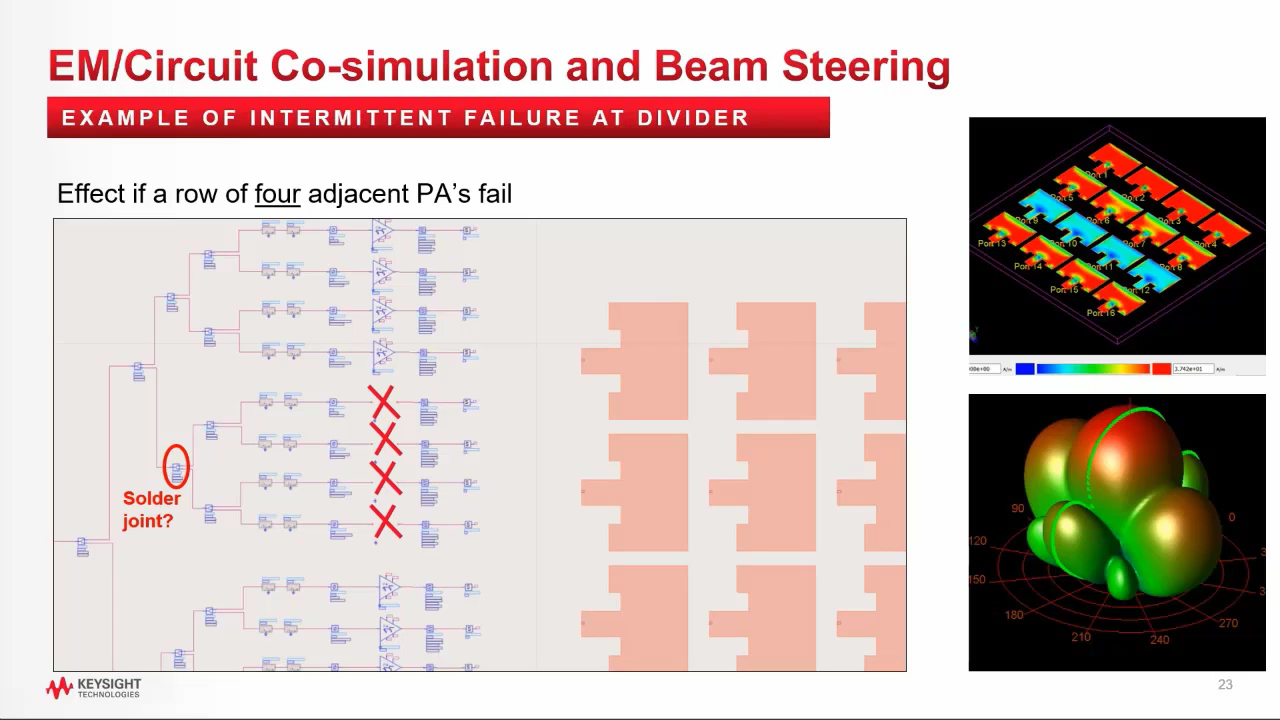 EM/Circuit Co-simulation and Beam Steering
EXAMPLE OF INTERMITTENT FAILURE AT DIVIDER
Effect if a row of four adjacent PA's fail
Solder
joint?
Port 1
Port 5
Port 2
Port 9
Port 6
Port 3
Port 13
Port 10
Port 7
Port 4
Port 14
Port 11
Port 8
Port 15
Port 12
Port 16
A/m
3.742e+01
A/m
90
0
120
150
180
210
240
270
KEYSIGHT
TECHNOLOGIES
23